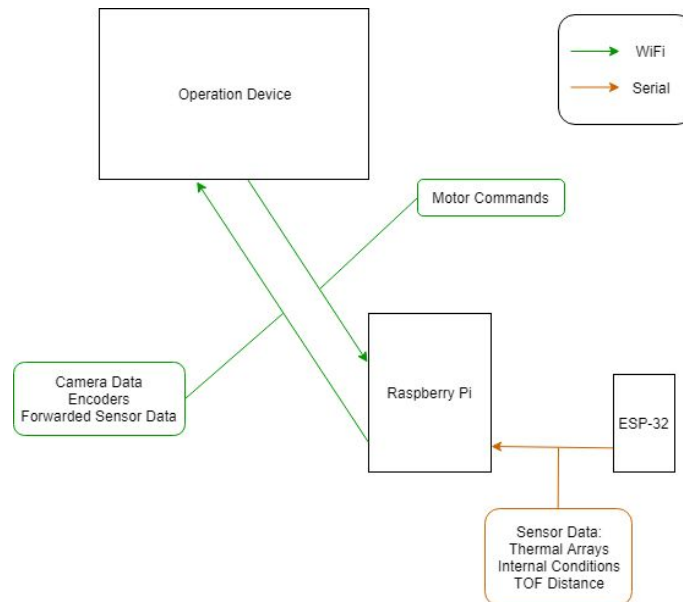 Operation Device
WiFi
Serial
Motor Commands
Camera Data
Encoders
Forwarded Sensor Data
Raspberry Pi
ESP-32
Sensor Data:
Thermal Arrays
Internal Conditions
TOF Distance